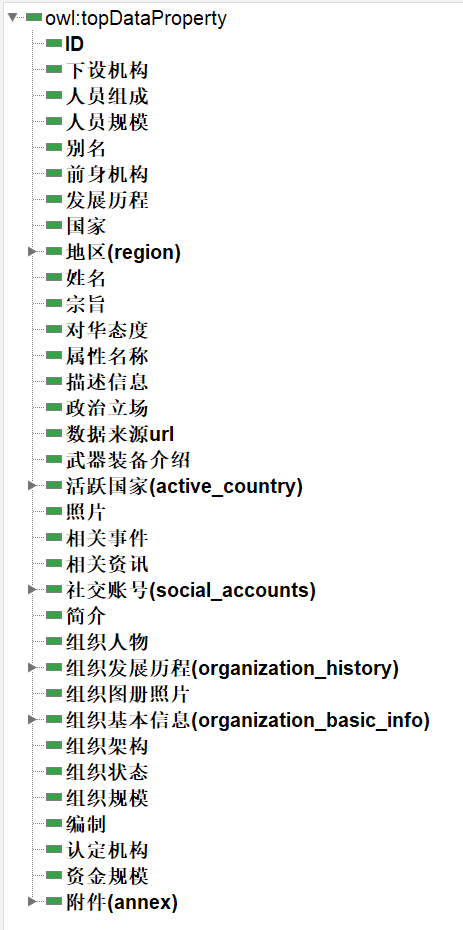 owl:topDataProperty
ID
下设机构
人员组成
人员规模
别名
前身机构
发展历程
国家
地区(region)
姓名
宗旨
对华态度
属性名称
描述信息
政治立场
数据来源url
武器装备介绍
活跃国家(active_country)
照片
相关事件
相关资讯
社交账号(social_accounts)
简介
组织人物
组织发展历程(organization_history)
组织图册照片
组织基本信息(organization_basic_info)
组织架构
组织状态
组织规模
编制
认定机构
资金规模
附件(annex)